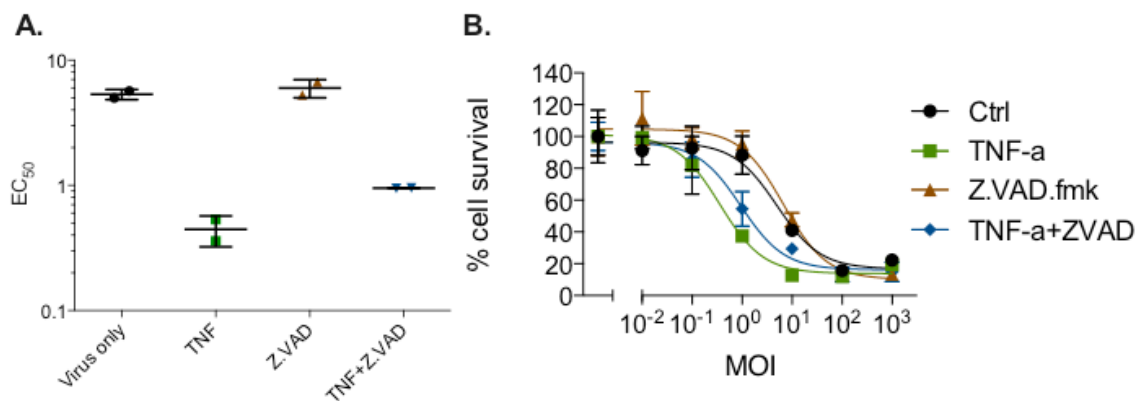 A.
EC50
10
1
0.1
Virus only
TNF
Z.VAD
TNF+Z.VAD
B.
% cell survival
140
120
100
80
60
40
20
0
10-2
10-1
100
101
102
103
MOI
Ctrl
TNF-a
Z.VAD.fmk
TNF-a+ZVAD